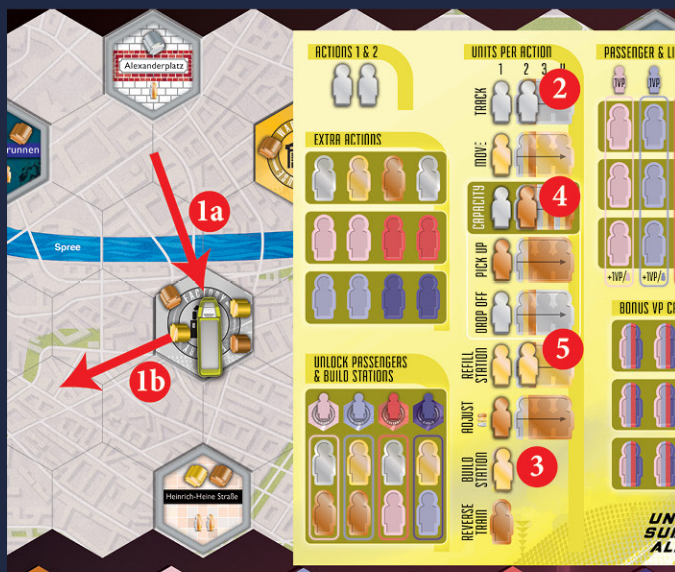 Alexanderplatz
runnen
Spree
1a
1b
EXCHANGE
Heinrich-Heine Straße
ACTIONS 1 & 2
EXTRA ACTIONS
UNLOCK PASSENGERS
& BUILD STATIONS
UNITS PER ACTION
1 2 3 4
TRACK
2
MOVE
CAPACITY
4
PICK UP
DROP OFF
REFILL
STATION
5
ADJUST
BUILD
STATION
3
REVERSE
TRAIN
PASSENGER & LI
1VP
1VP
+1VP/
+1VP/
BONUS VP CA
UN
SU
AL